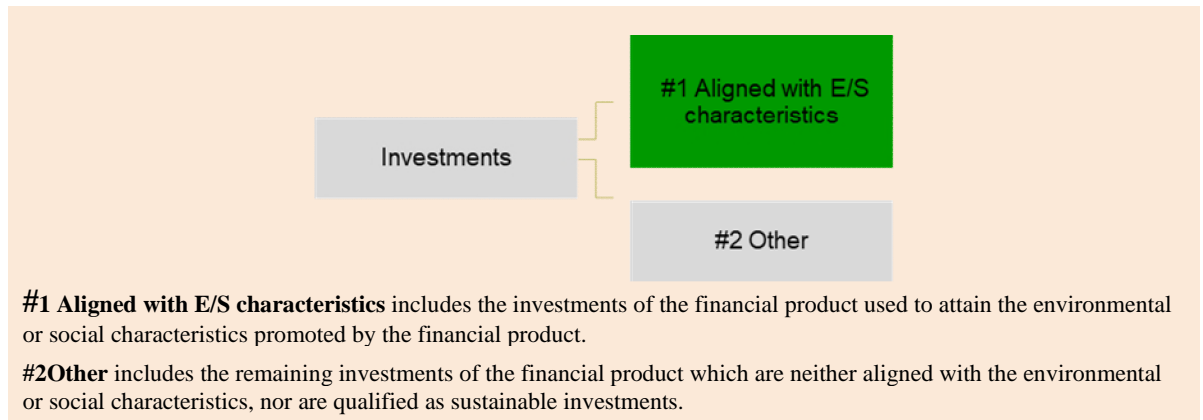 #1 Aligned with E/S
characteristics
Investments
#2 Other
#1 Aligned with E/S characteristics includes the investments of the financial product used to attain the environmental
or social characteristics promoted by the financial product.
#2Other includes the remaining investments of the financial product which are neither aligned with the environmental
or social characteristics, nor are qualified as sustainable investments.